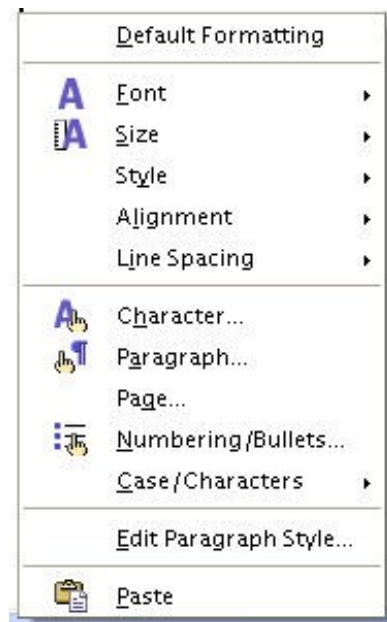 Default Formatting
Font
Size
Style
Alignment
Line Spacing
Character...
Paragraph...
Page...
Numbering/Bullets...
Case/Characters
Edit Paragraph Style...
Paste